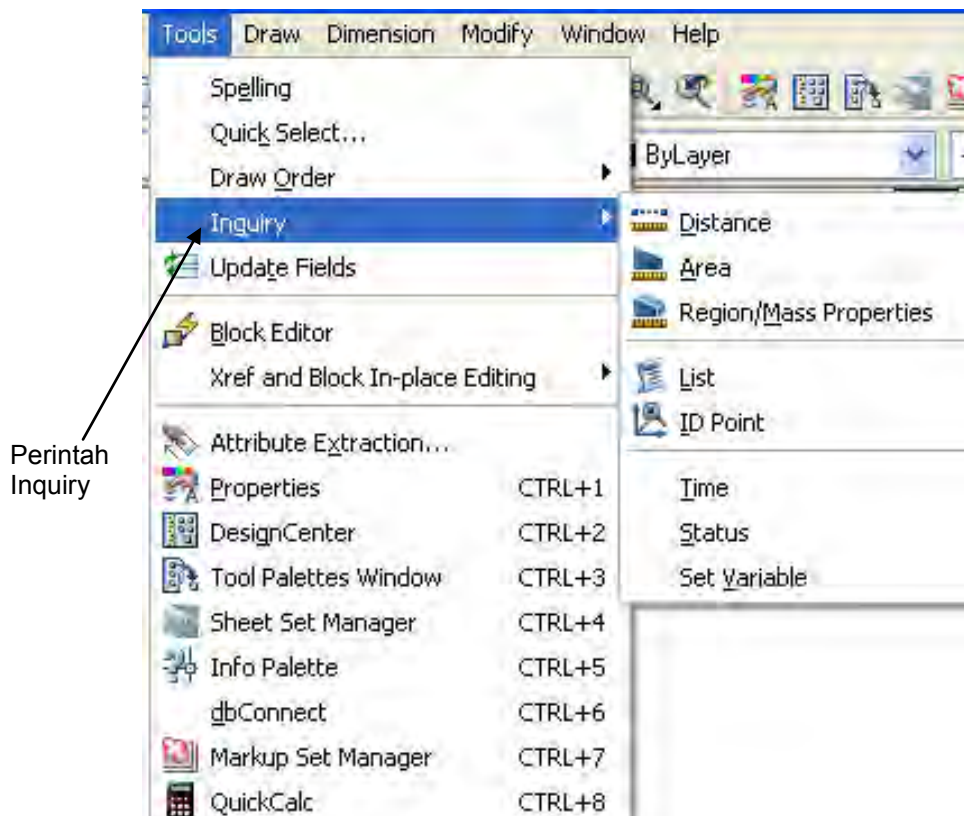 Tools Draw Dimension Modify Window Help
Spelling
Quick Select...
Draw Order
Inquiry
Update Fields
Block Editor
Xref and Block In-place Editing
Attribute Extraction...
Properties CTRL+1
DesignCenter CTRL+2
Tool Palettes Window CTRL+3
Sheet Set Manager CTRL+4
Info Palette CTRL+5
dbConnect CTRL+6
Markup Set Manager CTRL+7
QuickCalc CTRL+8
ByLayer
Distance
Area
Region/Mass Properties
List
ID Point
Time
Status
Set Variable
Perintah
Inquiry